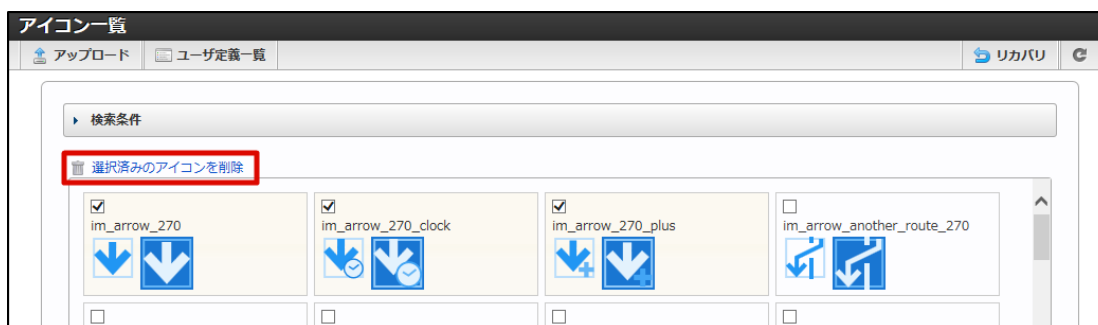 アイコン一覧
アップロード ユーザ定義一覧 リカバリ
検索条件
選択済みのアイコンを削除
im_arrow_270 im_arrow_270_clock im_arrow_270_plus im_arrow_another_route_270